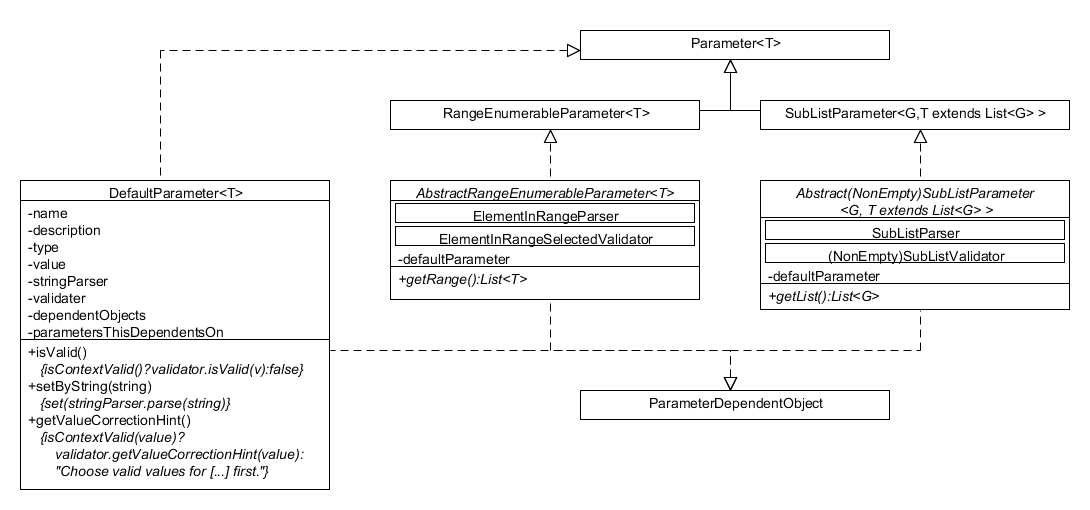 Parameter<T>
RangeEnumerableParameter<T>
SubListParameter<G,T extends List<G> >
DefaultParameter<T>
-name
-description
-type
-value
-stringParser
-validater
-dependentObjects
-parametersThisDependentsOn
+isValid()
{isContextValid()?validator.isValid(v):false}
+setByString(string)
{set(stringParser.parse(string)}
+getValueCorrectionHint()
{isContextValid(value)?
validator.getValueCorrectionHint(value):
"Choose valid values for [...] first."}
AbstractRangeEnumerableParameter<T>
ElementInRangeParser
ElementInRangeSelectedValidator
-defaultParameter
+getRange():List<T>
Abstract(NonEmpty)SubListParameter
<G, T extends List<G> >
SubListParser
(NonEmpty)SubListValidator
-defaultParameter
+getList():List<G>
ParameterDependentObject